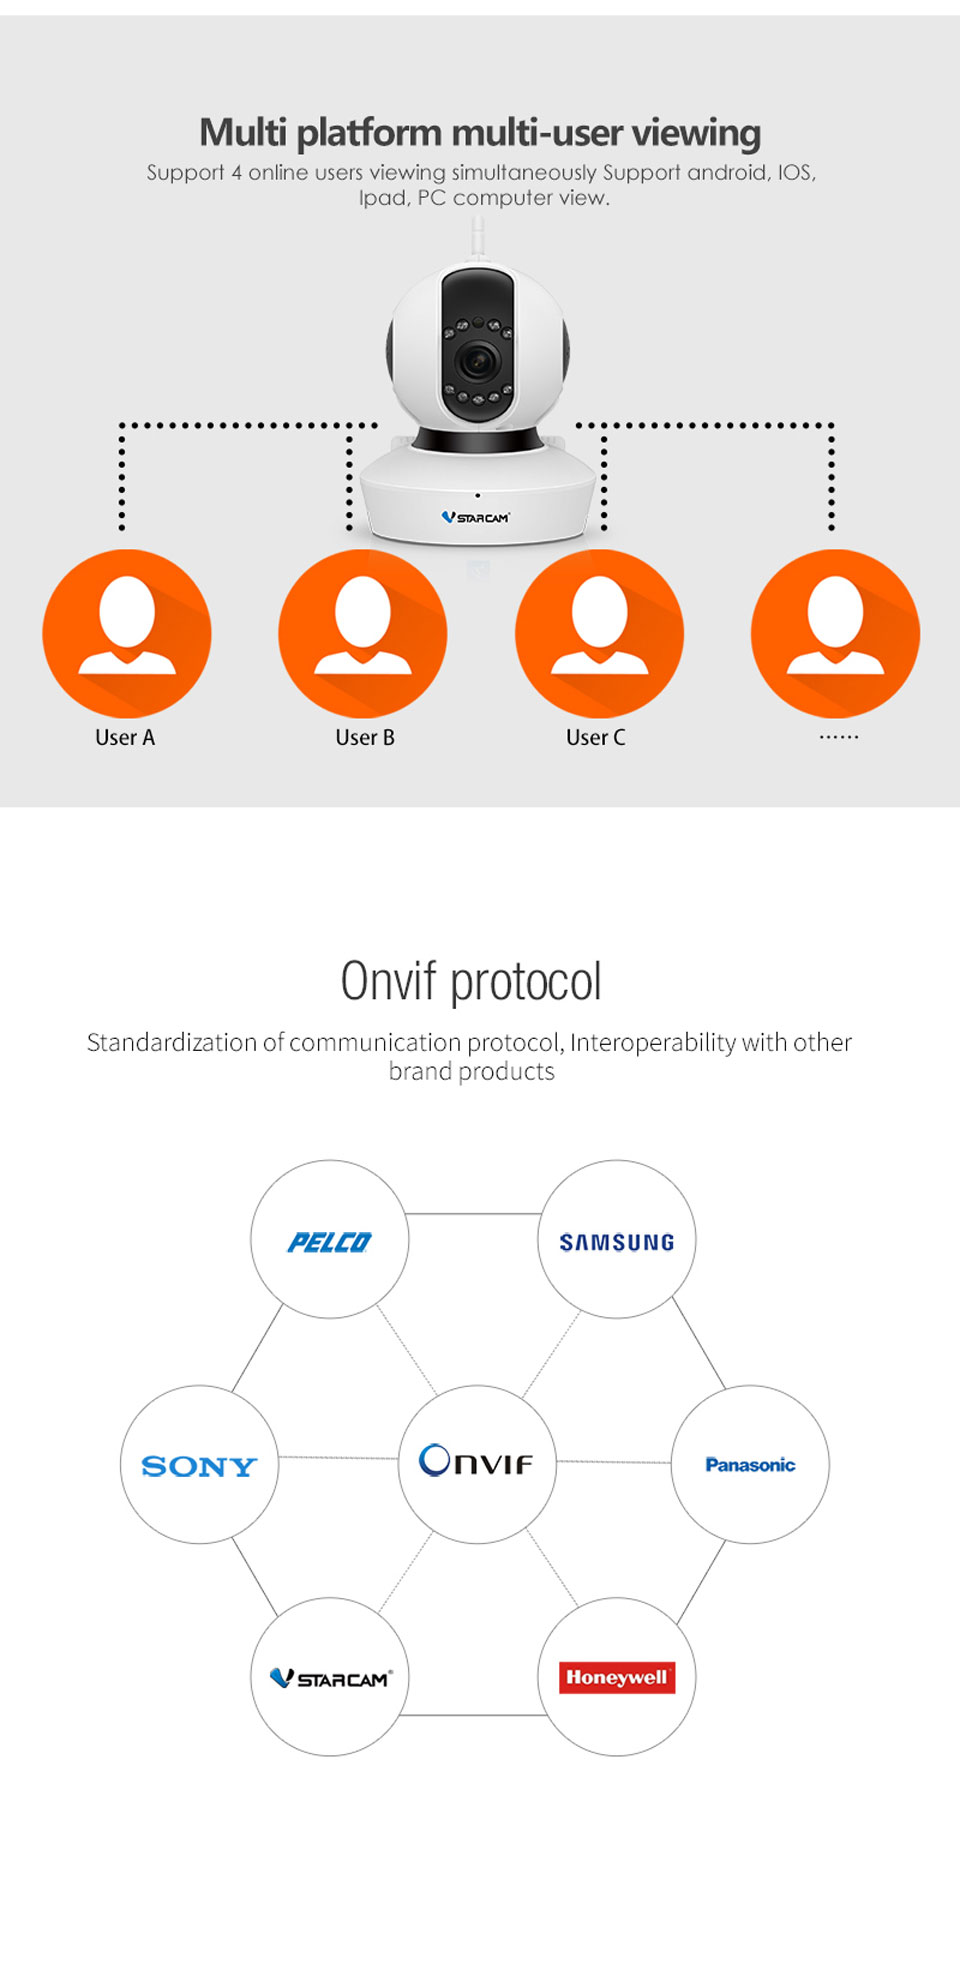 Multi platform multi-user viewing
Support 4 online users viewing simultaneously Support android, IOS,
Ipad, PC computer view.
VSTARCAM
User A
User B
User C
······
Onvif protocol
Standardization of communication protocol, Interoperability with other
brand products
PELCO
SAMSUNG
SONY
ONVIF
Panasonic
VSTARCAM®
Honeywell